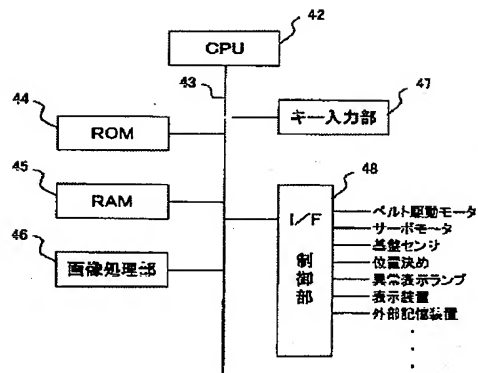 42
CPU
43
44
ROM
47
キー入力部
45
RAM
48
I/F
制御部
46
画像処理部
ベルト駆動モータ
サーボモータ
基盤センサ
位置決め
異常表示ランプ
表示装置
外部記憶装置